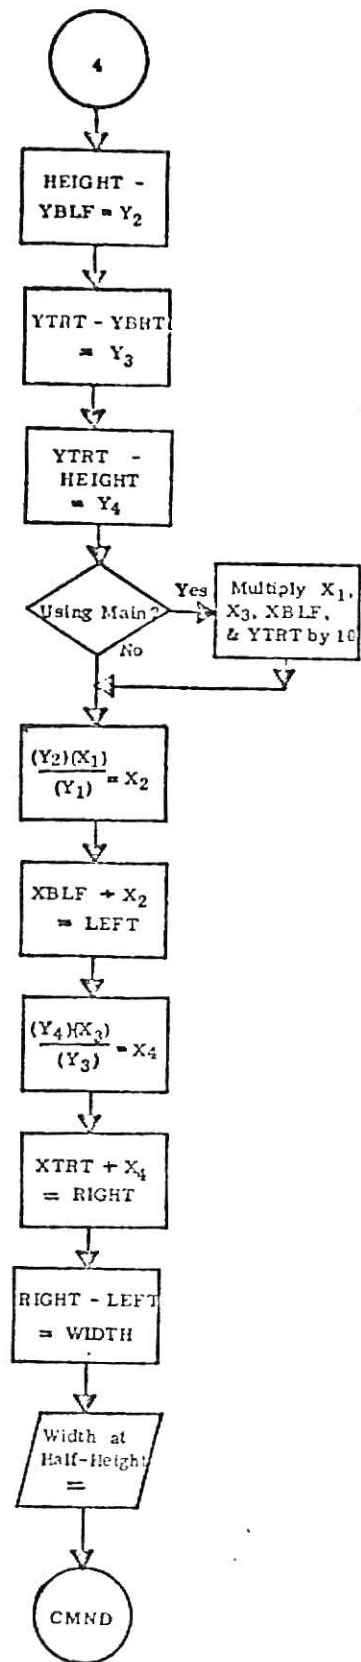 4
HEIGHT -
YBLF = Y2
YTRT - YBRT
= Y3
YTRT -
HEIGHT
= Y4
Using Main?
Yes
No
Multiply X1,
X3, XBLF,
& YTRT by 10
(Y2)(X1)
(Y1) = X2
XBLF + X2
= LEFT
(Y4)(X3)
(Y3) = X4
XTRT + X4
= RIGHT
RIGHT - LEFT
= WIDTH
Width at
Half-Height
=
CMND